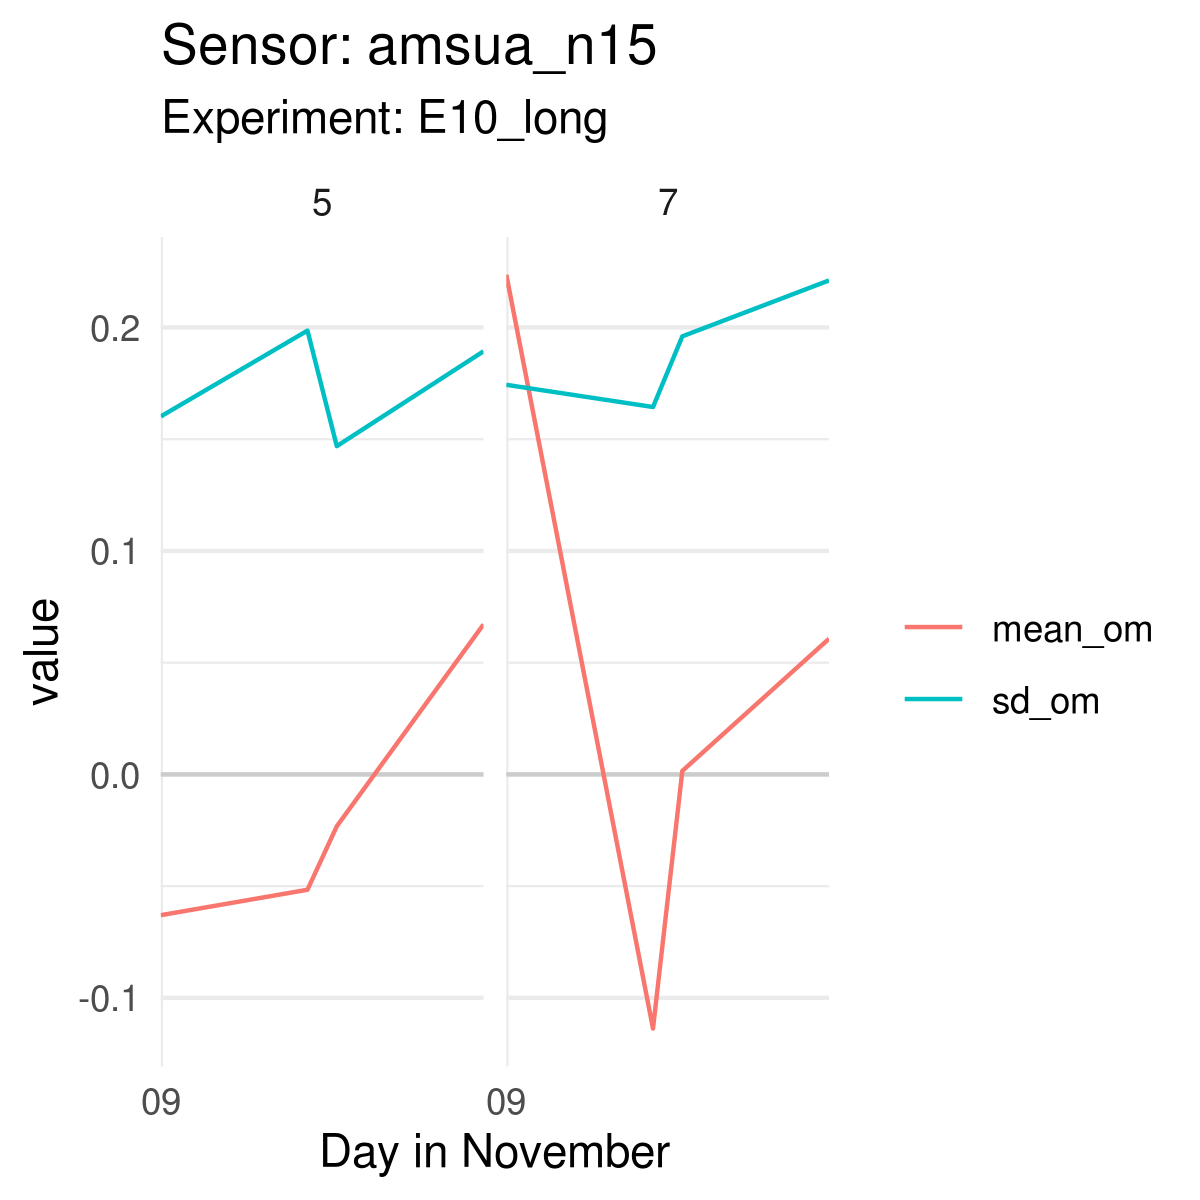 Sensor: amsua_n15
Experiment: E10_long
5 7
0.2
0.1
0.0
-0.1
value
mean_om
sd_om
09 09
Day in November